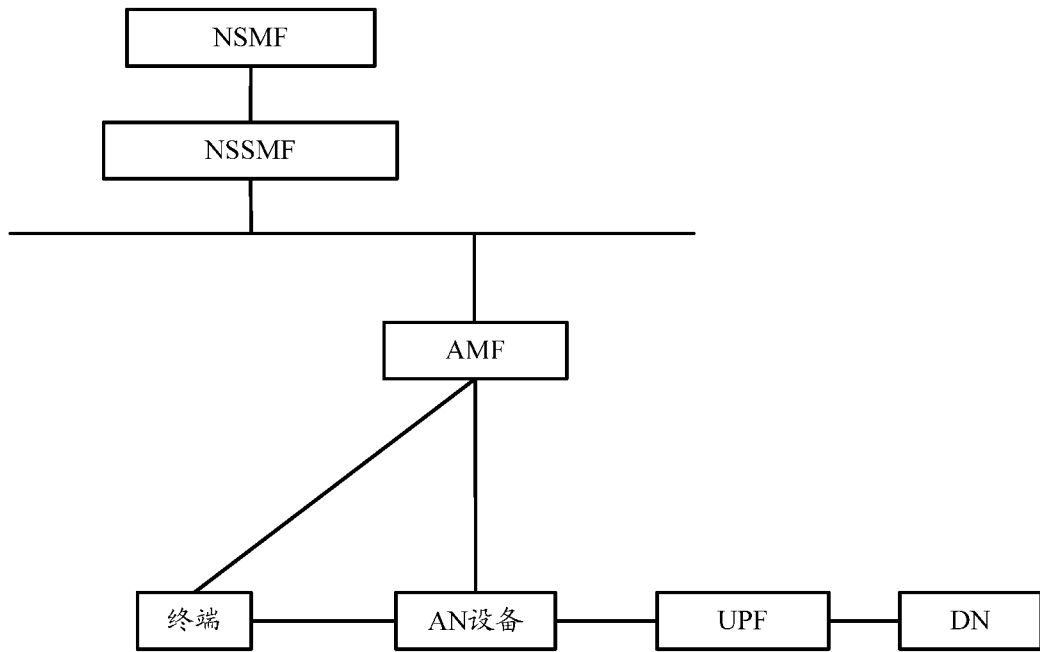 NSMF
NSSMF
AMF
终端
AN设备
UPF
DN